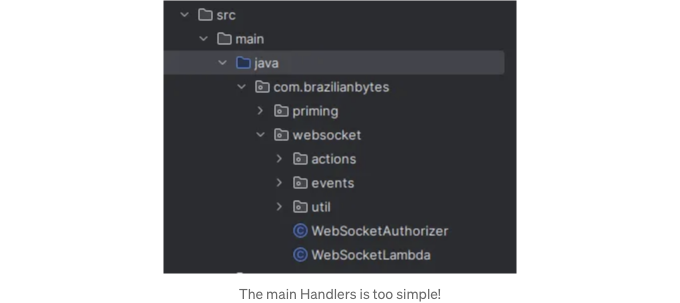 src
main
java
com.brazilianbytes
priming
websocket
actions
events
util
WebSocketAuthorizer
WebSocketLambda
The main Handlers is too simple!